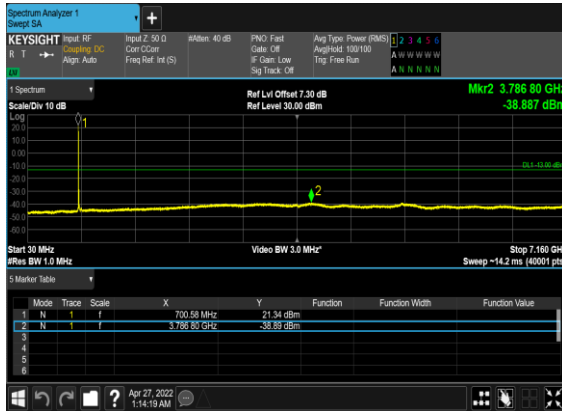 Spectrum Analyzer 1
Swept SA
+
KEYSIGHT Input: RF Input Z: 50 Ω #Atten: 40 dB PNO: Fast Avg Type: Power (RMS) 1 2 3 4 5 6
R T Coupling: DC Corr CCorr Gate: Off Avg|Hold: 100/100 A W W W W W
Align: Auto Freq Ref: Int (S) IF Gain: Low Trig: Free Run
Sig Track: Off A N N N N N
1 Spectrum Mkr2 3.786 80 GHz
Ref Lvl Offset 7.30 dB
Scale/Div 10 dB Ref Level 30.00 dBm -38.887 dBm
Log
1
20.0
10.0
0.00
-10.0
DL1 -13.00 dBm
-20.0
-30.0
2
-40.0
-50.0
-60.0
Start 30 MHz Video BW 3.0 MHz* Stop 7.160 GHz
#Res BW 1.0 MHz Sweep ~14.2 ms (40001 pts)
5 Marker Table
Mode Trace Scale X Y Function Function Width Function Value
1 N 1 f 700.58 MHz 21.34 dBm
2 N 1 f 3.786 80 GHz -38.89 dBm
3
4
5
6
? Apr 27, 2022
1:14:19 AM